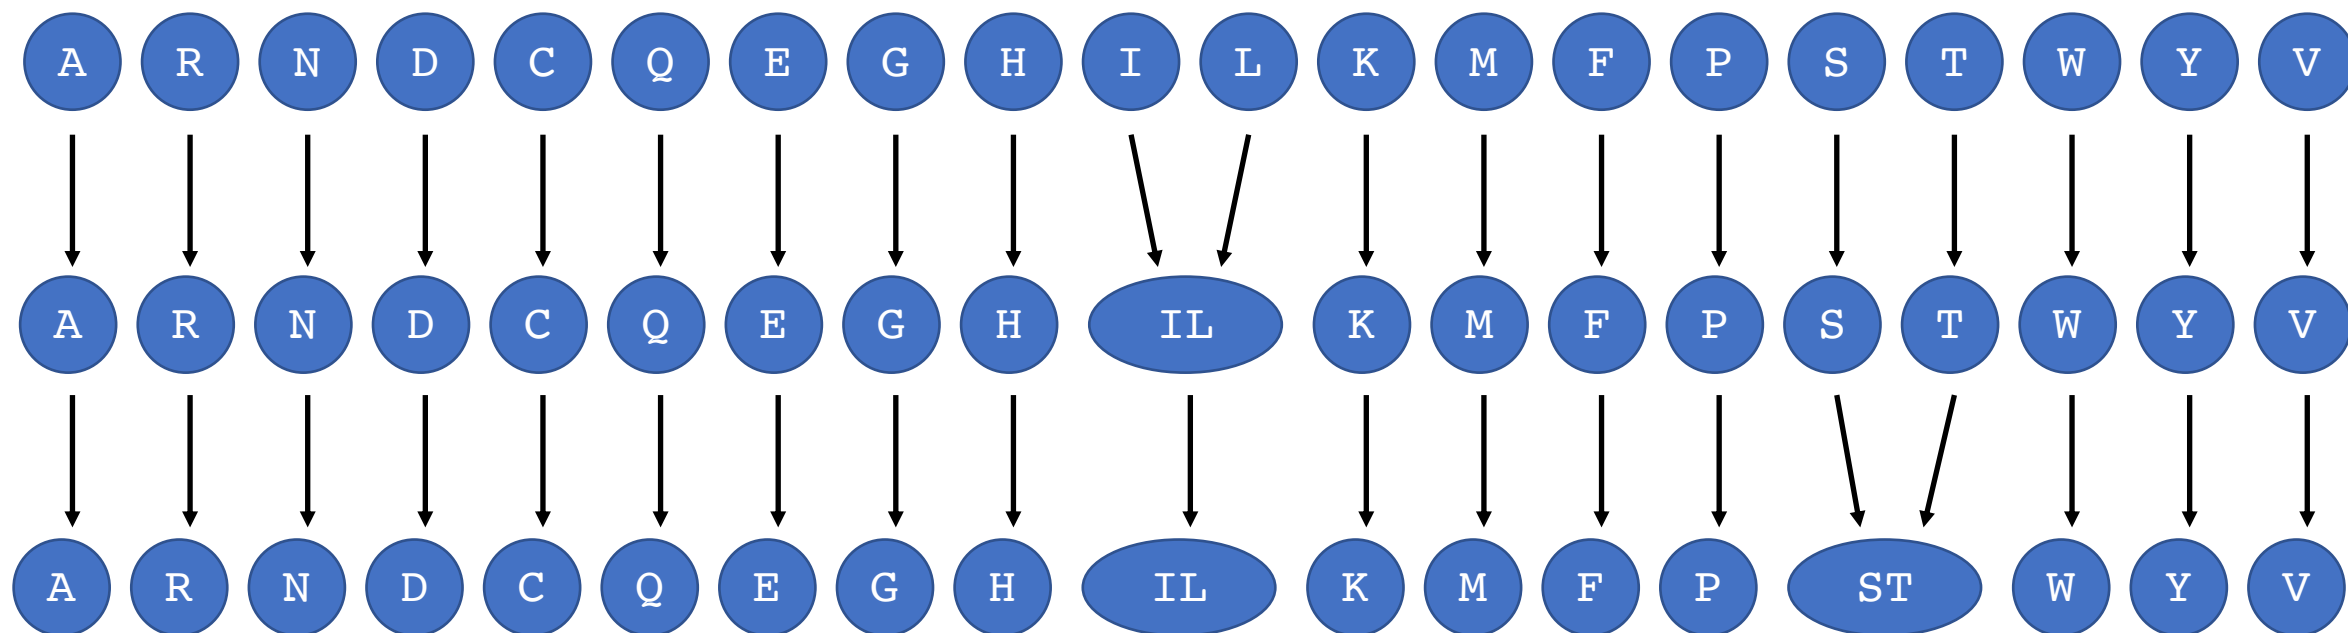 A R N D C Q E G H I L K M F P S T W Y V
A R N D C Q E G H IL K M F P S T W Y V
A R N D C Q E G H IL K M F P ST W Y V